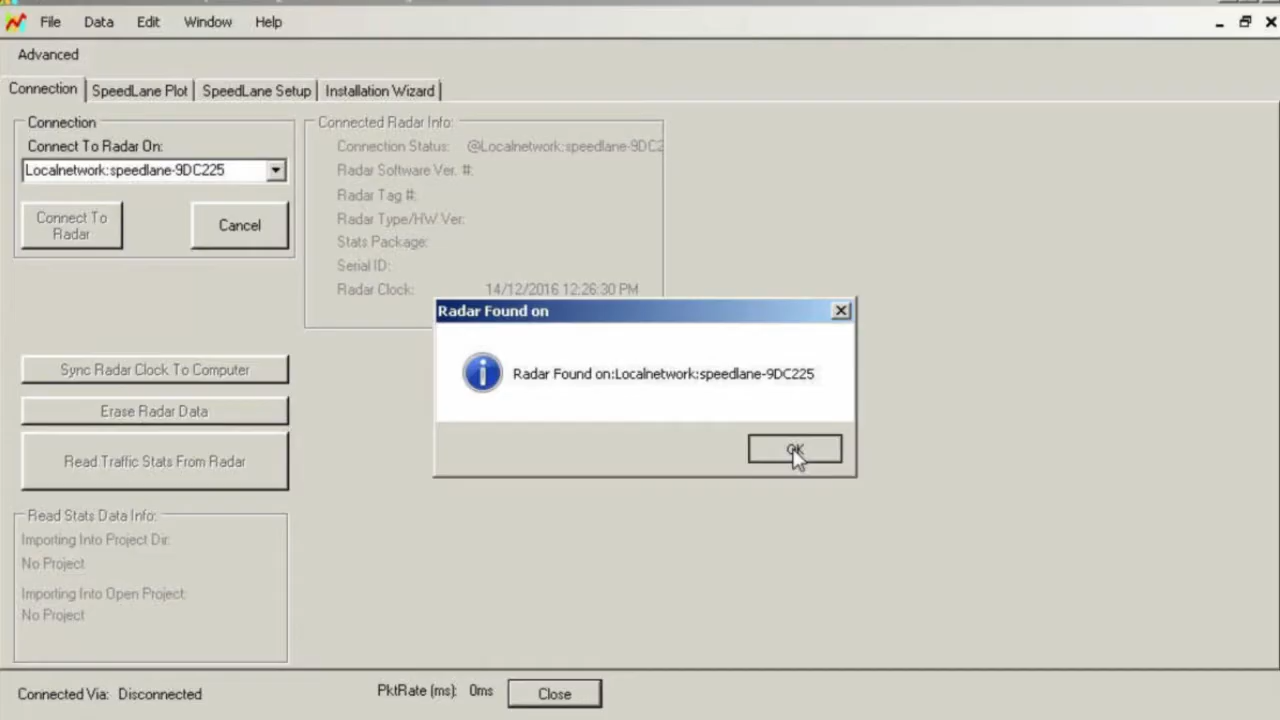 File Data Edit Window Help
Advanced
Connection SpeedLane Plot SpeedLane Setup Installation Wizard
Connection
Connect To Radar On:
Localnetwork:speedlane-9DC225
Connect To
Radar
Cancel
Connected Radar Info:
Connection Status: @Localnetwork:speedlane-9DC2
Radar Software Ver. #:
Radar Tag #:
Radar Type/HW Ver:
Stats Package:
Serial ID:
Radar Clock: 14/12/2016 12:26:30 PM
Radar Found on
Radar Found on:Localnetwork:speedlane-9DC225
OK
Sync Radar Clock To Computer
Erase Radar Data
Read Traffic Stats From Radar
Read Stats Data Info:
Importing Into Project Dir:
No Project
Importing Into Open Project:
No Project
Connected Via: Disconnected
PktRate (ms): 0ms
Close